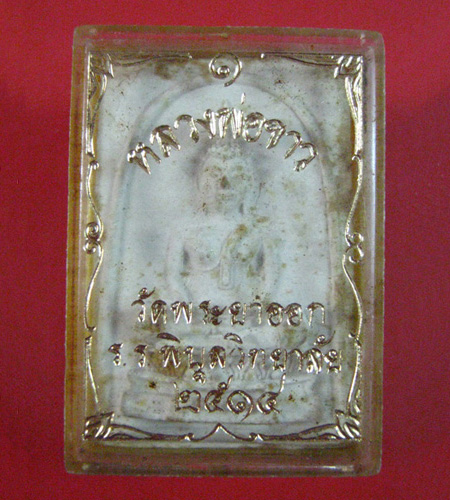 ๑
หลวงพ่อขาว
วัดพระยาออก
ร.ร.พิบูลวิทยาลัย
๒๕๑๔